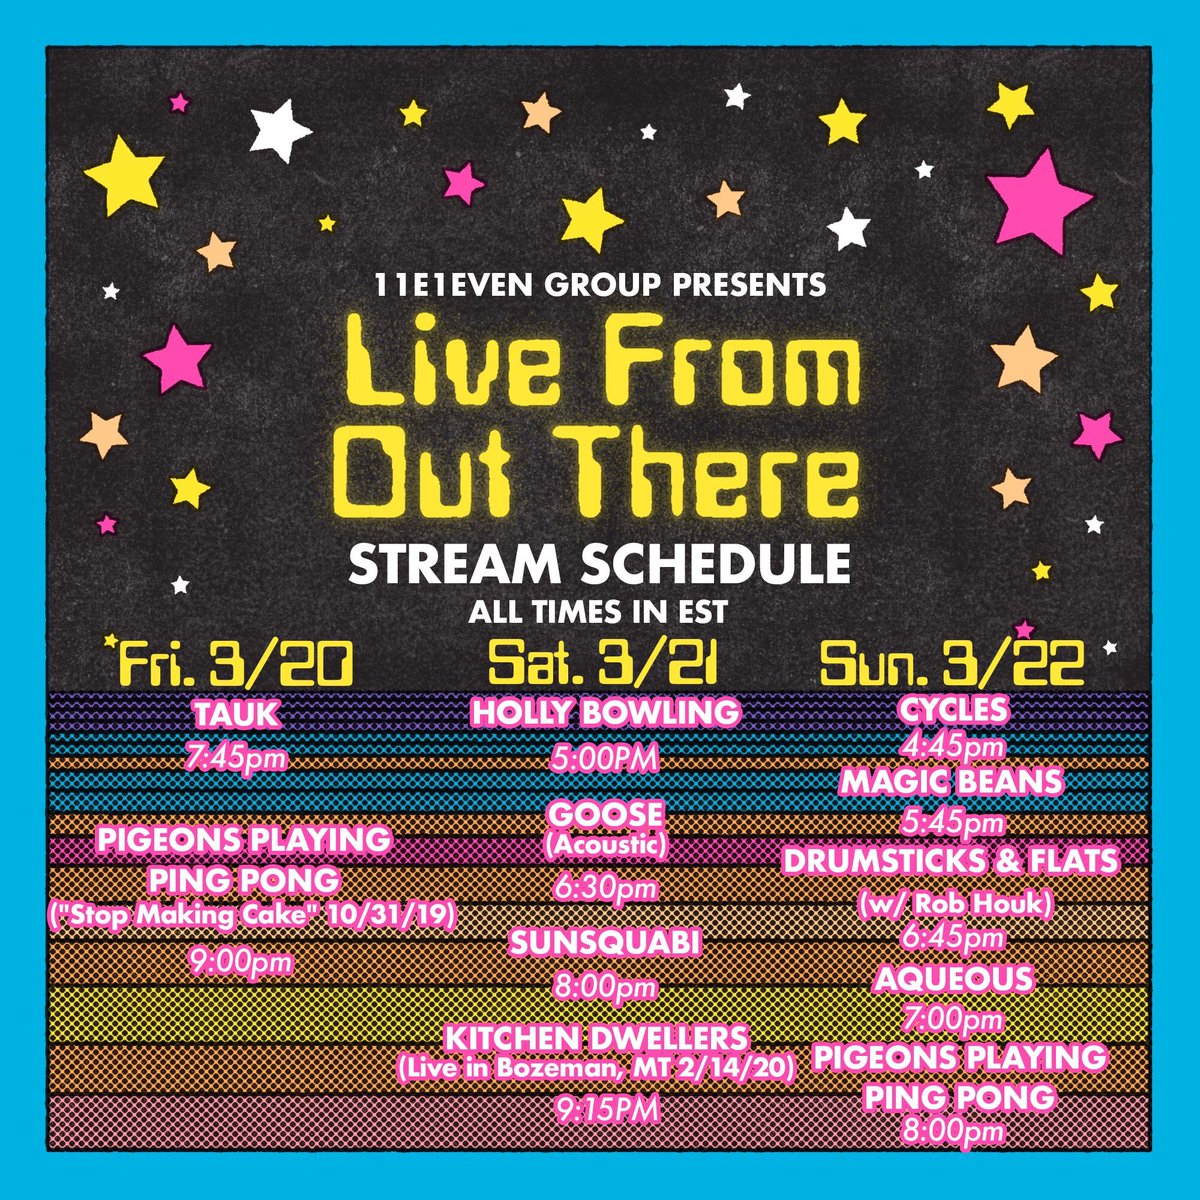 11E1EVEN GROUP PRESENTS
Live From
Out There
STREAM SCHEDULE
ALL TIMES IN EST
Fri. 3/20
TAUK
7:45pm
PIGEONS PLAYING
PING PONG
("Stop Making Cake" 10/31/19)
9:00pm
Sat. 3/21
HOLLY BOWLING
5:00PM
GOOSE
(Acoustic)
6:30pm
SUNSQUABI
8:00pm
KITCHEN DWELLERS
(Live in Bozeman, MT 2/14/20)
9:15PM
Sun. 3/22
CYCLES
4:45pm
MAGIC BEANS
5:45pm
DRUMSTICKS & FLATS
(w/ Rob Houk)
6:45pm
AQUEOUS
7:00pm
PIGEONS PLAYING
PING PONG
8:00pm